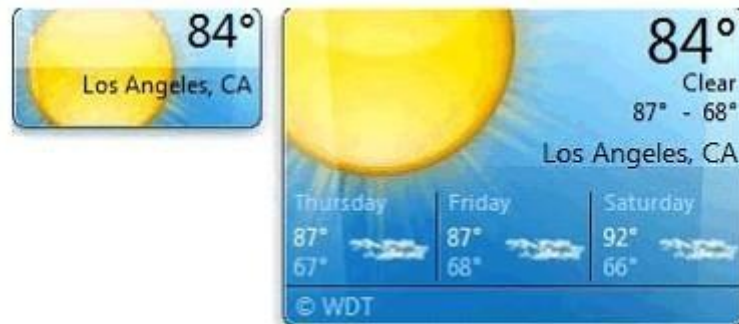 84°
Los Angeles, CA
84°
Clear
87° - 68°
Los Angeles, CA
Thursday Friday Saturday
87° 87° 92°
67° 68° 66°
© WDT